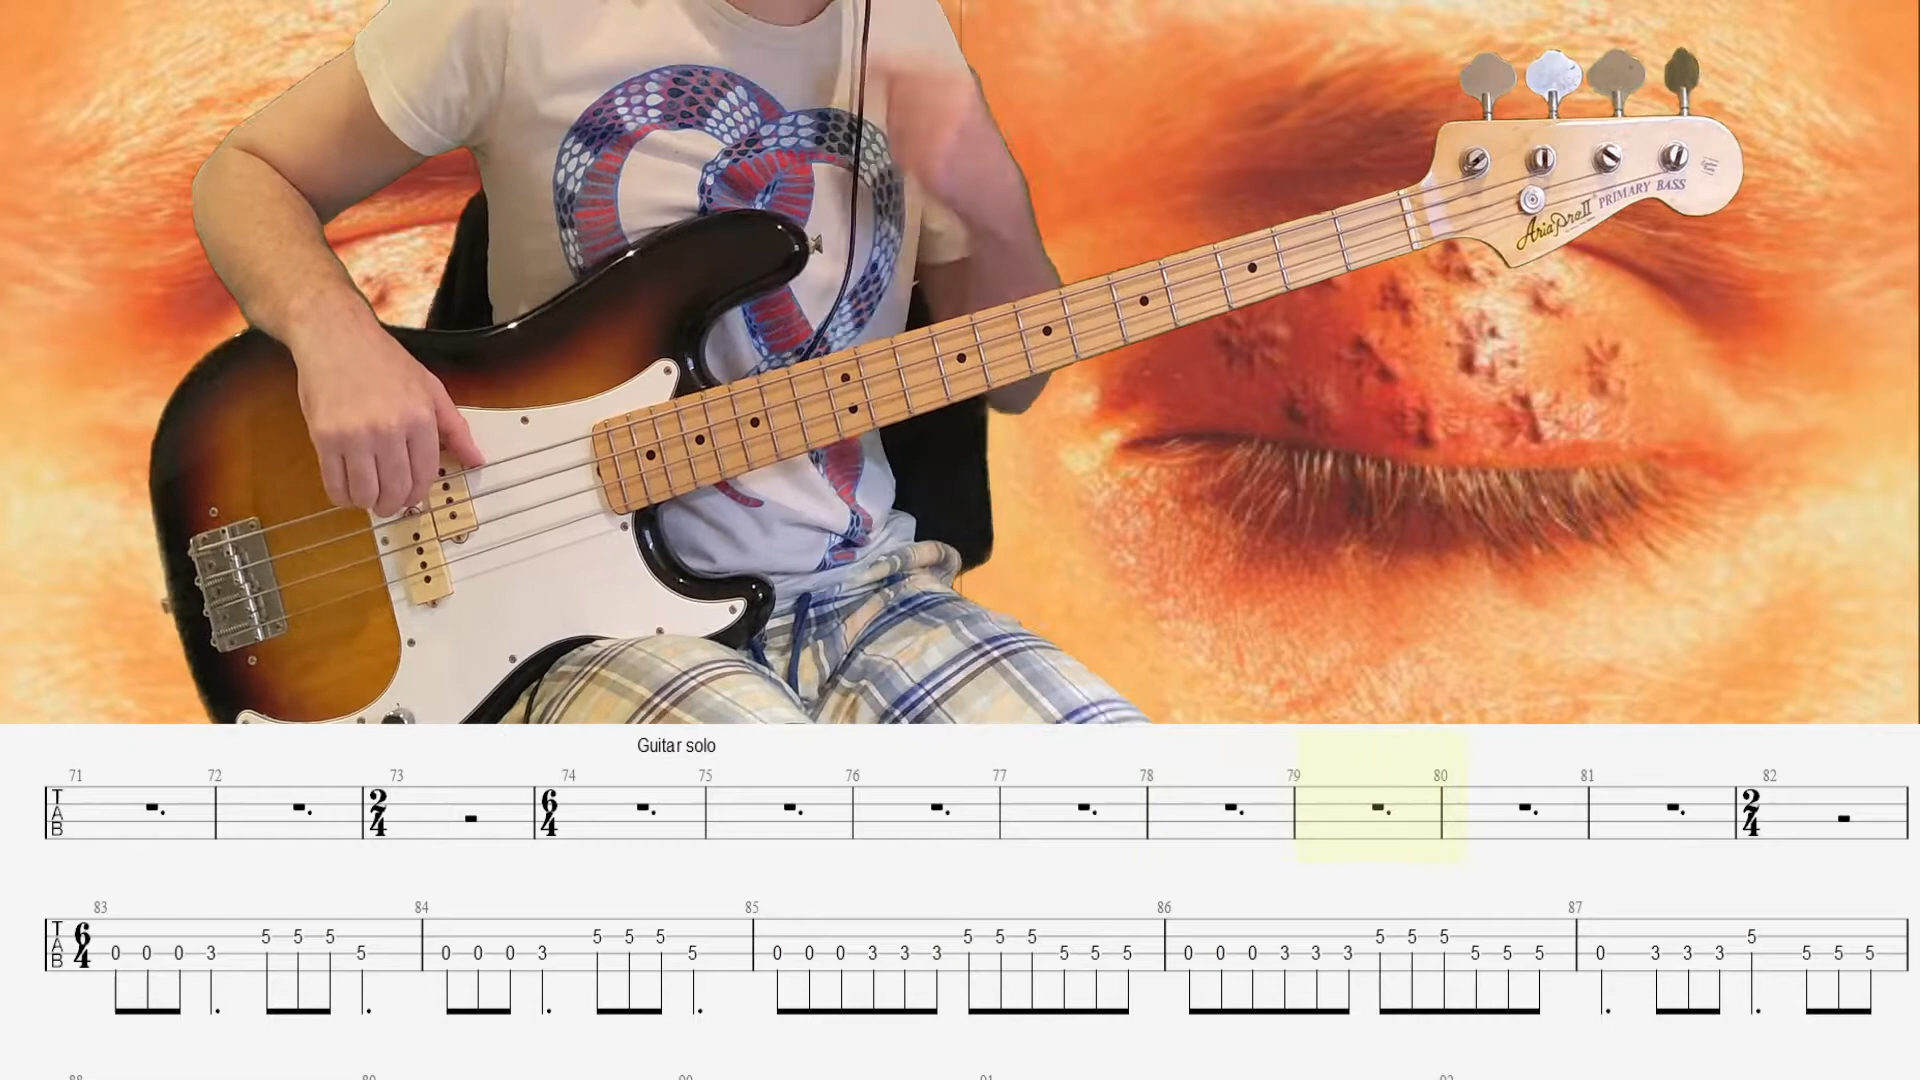 Aria Pro II PRIMARY BASS
Guitar solo
71 72 73 74 75 76 77 78 79 80 81 82
T A B 2 4 6 4 2 4
83 84 85 86 87
T A B 6 4
5 5 5 5 5 5 5 5 5 5 5 5 5
0 0 0 3 5 0 0 0 3 5 0 0 0 3 3 3 5 5 5 0 0 0 3 3 3 5 5 5 0 3 3 3 5 5 5